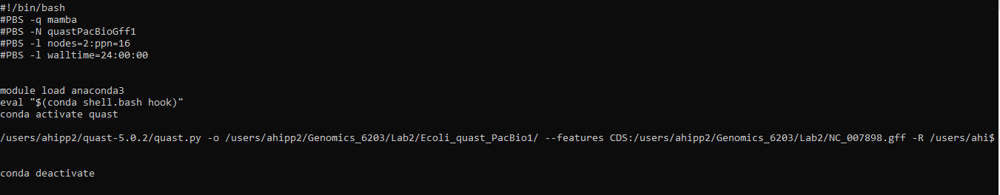 #!/bin/bash
#PBS -q mamba
#PBS -N quastPacBioGff1
#PBS -l nodes=2:ppn=16
#PBS -l walltime=24:00:00
module load anaconda3
eval "$(conda shell.bash hook)"
conda activate quast
/users/ahipp2/quast-5.0.2/quast.py -o /users/ahipp2/Genomics_6203/Lab2/Ecoli_quast_PacBio1/ --features CDS:/users/ahipp2/Genomics_6203/Lab2/NC_007898.gff -R /users/ahi$
conda deactivate